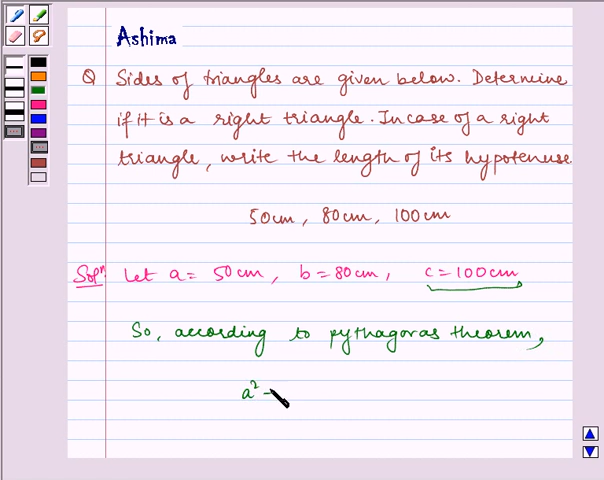 Ashima
Q Sides of triangles are given below. Determine
if it is a right triangle. In case of a right
triangle, write the length of its hypotenuse.
50cm, 80cm, 100cm
Solⁿ Let a = 50cm, b = 80cm, c = 100cm
So, according to pythagoras theorem,
a² -